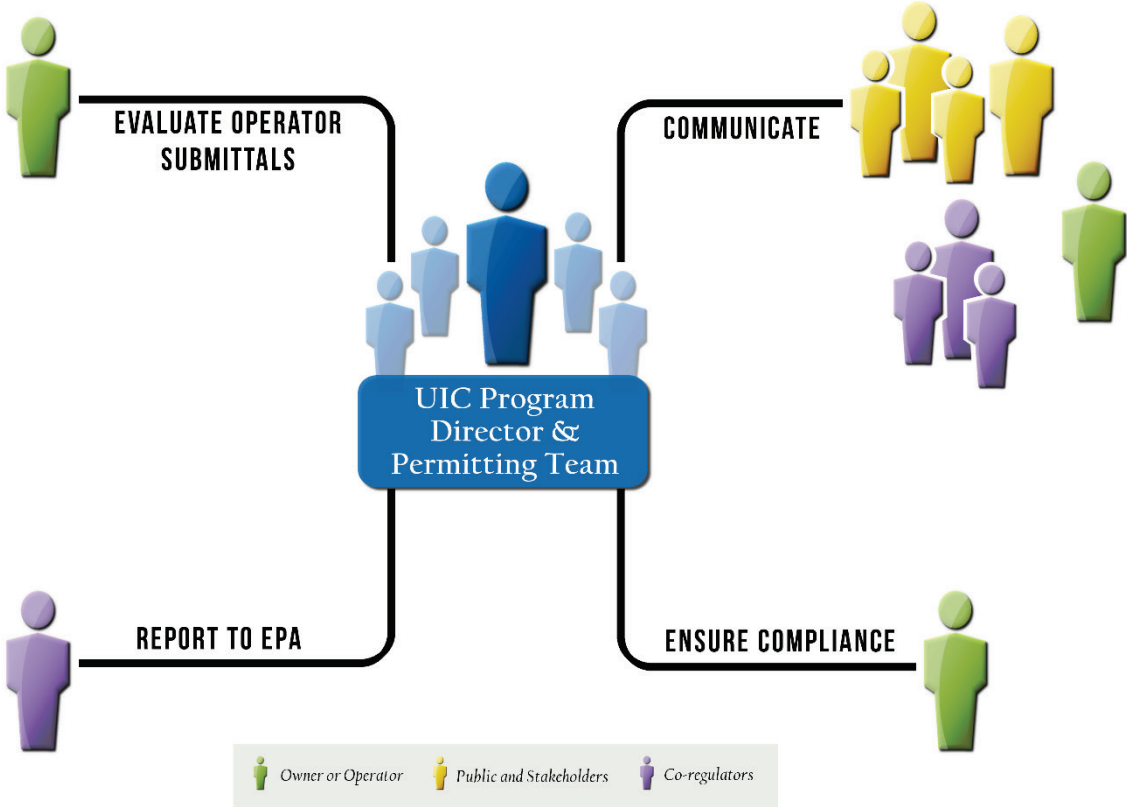 EVALUATE OPERATOR
SUBMITTALS
COMMUNICATE
UIC Program
Director &
Permitting Team
REPORT TO EPA
ENSURE COMPLIANCE
Owner or Operator
Public and Stakeholders
Co-regulators